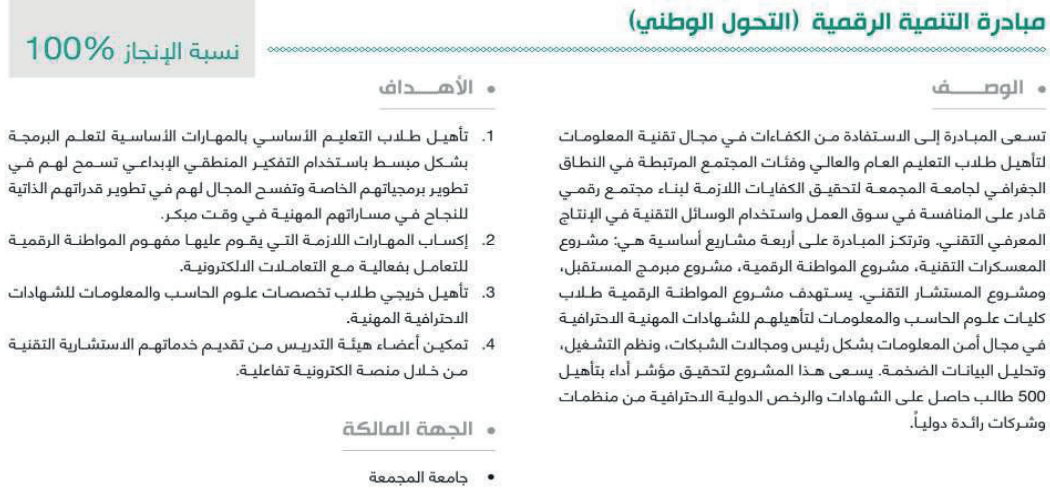 مبادرة التنمية الرقمية (التحول الوطني)
نسبة الإنجاز 100%
• الوصــــف
تسعى المبادرة إلى الاستفادة من الكفاءات في مجال تقنية المعلومات
لتأهيل طلاب التعليم العام والعالي وفئات المجتمع المرتبطة في النطاق
الجغرافي لجامعة المجمعة لتحقيق الكفايات اللازمة لبناء مجتمع رقمي
قادر على المنافسة في سوق العمل واستخدام الوسائل التقنية في الإنتاج
المعرفي التقني. وترتكز المبادرة على أربعة مشاريع أساسية هي: مشروع
المعسكرات التقنية، مشروع المواطنة الرقمية، مشروع مبرمج المستقبل،
ومشروع المستشار التقني. يستهدف مشروع المواطنة الرقمية طلاب
كليات علوم الحاسب والمعلومات لتأهيلهم للشهادات المهنية الاحترافية
في مجال أمن المعلومات بشكل رئيس ومجالات الشبكات، ونظم التشغيل،
وتحليل البيانات الضخمة. يسعى هذا المشروع لتحقيق مؤشر أداء بتأهيل
500 طالب حاصل على الشهادات والرخص الدولية الاحترافية من منظمات
وشركات رائدة دولياً.
• الأهــــداف
1. تأهيل طلاب التعليم الأساسي بالمهارات الأساسية لتعلم البرمجة
بشكل مبسط باستخدام التفكير المنطقي الإبداعي تسمح لهم في
تطوير برمجياتهم الخاصة وتفسح المجال لهم في تطوير قدراتهم الذاتية
للنجاح في مساراتهم المهنية في وقت مبكر.
2. إكساب المهارات اللازمة التي يقوم عليها مفهوم المواطنة الرقمية
للتعامل بفعالية مع التعاملات الالكترونية.
3. تأهيل خريجي طلاب تخصصات علوم الحاسب والمعلومات للشهادات
الاحترافية المهنية.
4. تمكين أعضاء هيئة التدريس من تقديم خدماتهم الاستشارية التقنية
من خلال منصة الكترونية تفاعلية.
• الجهة المالكة
• جامعة المجمعة